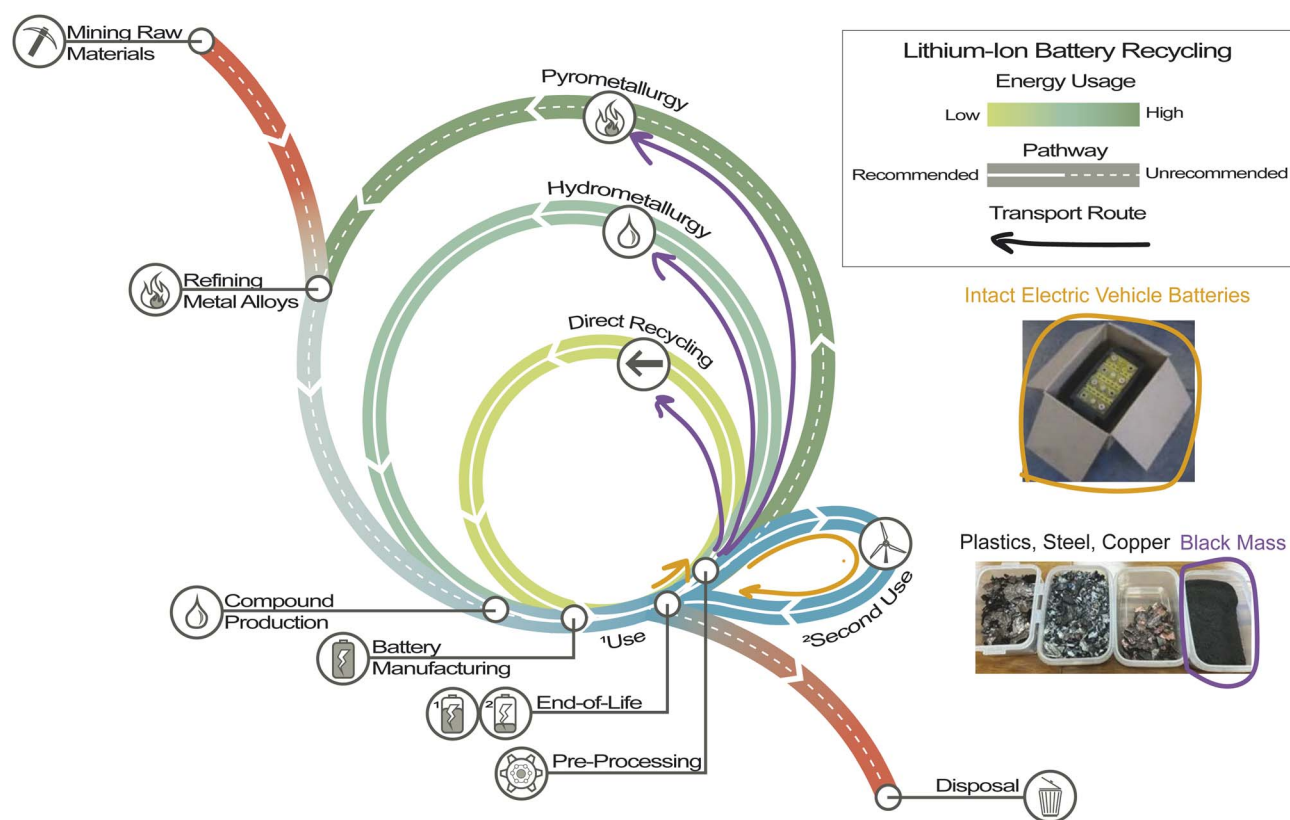 Mining Raw
Materials
Pyrometallurgy
Hydrometallurgy
Direct Recycling
Refining
Metal Alloys
Compound
Production
Battery
Manufacturing
¹Use
²Second Use
1
2
End-of-Life
Pre-Processing
Disposal
Lithium-Ion Battery Recycling
Energy Usage
Low
High
Pathway
Recommended
Unrecommended
Transport Route
Intact Electric Vehicle Batteries
Plastics, Steel, Copper Black Mass